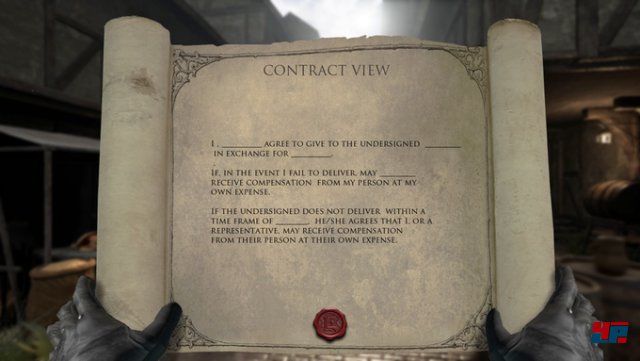 CONTRACT VIEW
I , ________ AGREE TO GIVE TO THE UNDERSIGNED ________
IN EXCHANGE FOR ________.
.
IF, IN THE EVENT I FAIL TO DELIVER, MAY ________
RECEIVE COMPENSATION FROM MY PERSON AT MY
OWN EXPENSE.
IF THE UNDERSIGNED DOES NOT DELIVER WITHIN A
TIME FRAME OF ________, HE/SHE AGREES THAT I, OR A
REPRESENTATIVE, MAY RECEIVE COMPENSATION
FROM THEIR PERSON AT THEIR OWN EXPENSE.
4P